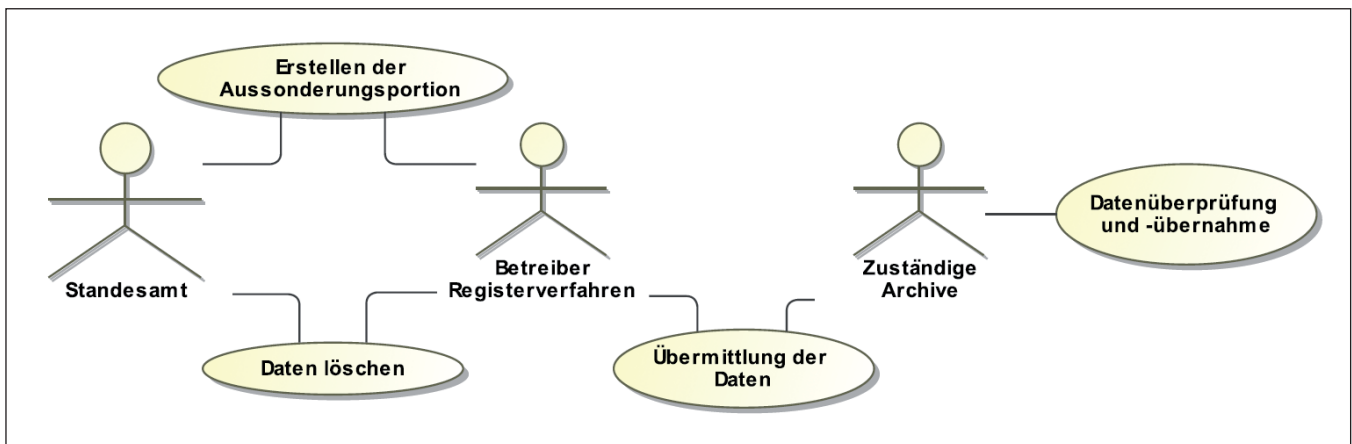 Erstellen der
Aussonderungsportion
Standesamt
Betreiber
Registerverfahren
Zuständige
Archive
Datenüberprüfung
und -übernahme
Daten löschen
Übermittlung der
Daten